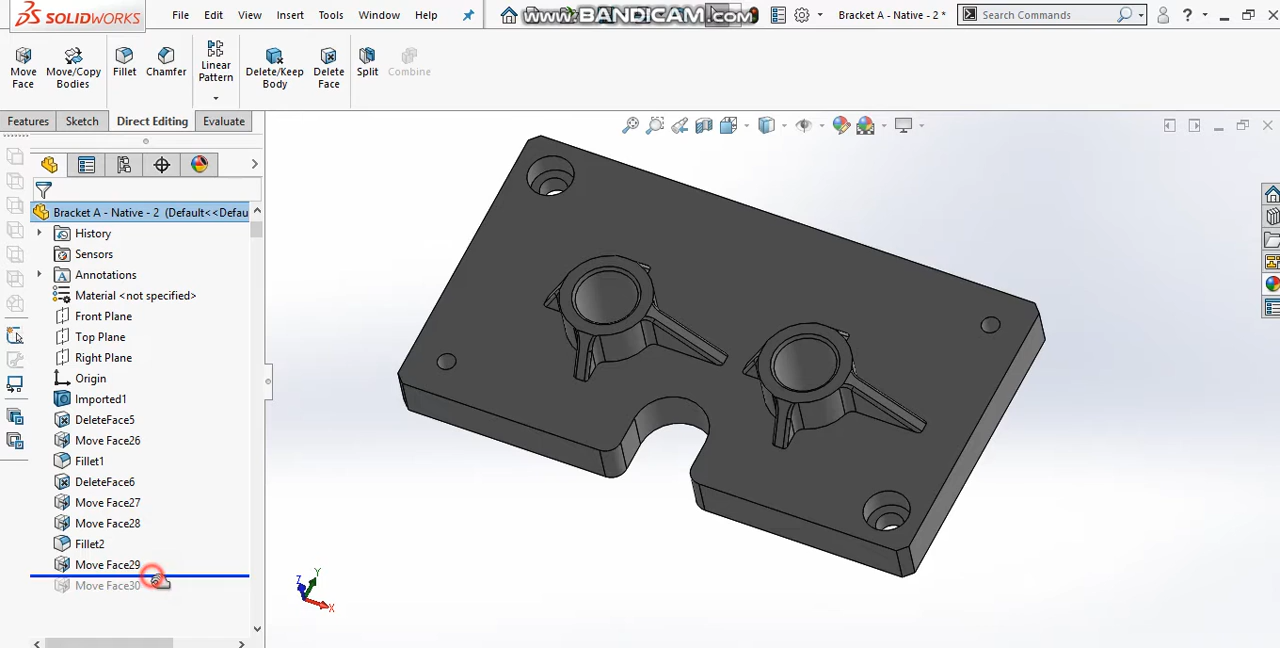 SOLIDWORKS File Edit View Insert Tools Window Help www.BANDICAM.com Bracket A - Native - 2 * Search Commands ?
Move Face Move/Copy Bodies Fillet Chamfer Linear Pattern Delete/Keep Body Delete Face Split Combine
Features Sketch Direct Editing Evaluate
Bracket A - Native - 2 (Default<<Defau
History
Sensors
Annotations
Material <not specified>
Front Plane
Top Plane
Right Plane
Origin
Imported1
DeleteFace5
Move Face26
Fillet1
DeleteFace6
Move Face27
Move Face28
Fillet2
Move Face29
Move Face30
Z Y
X